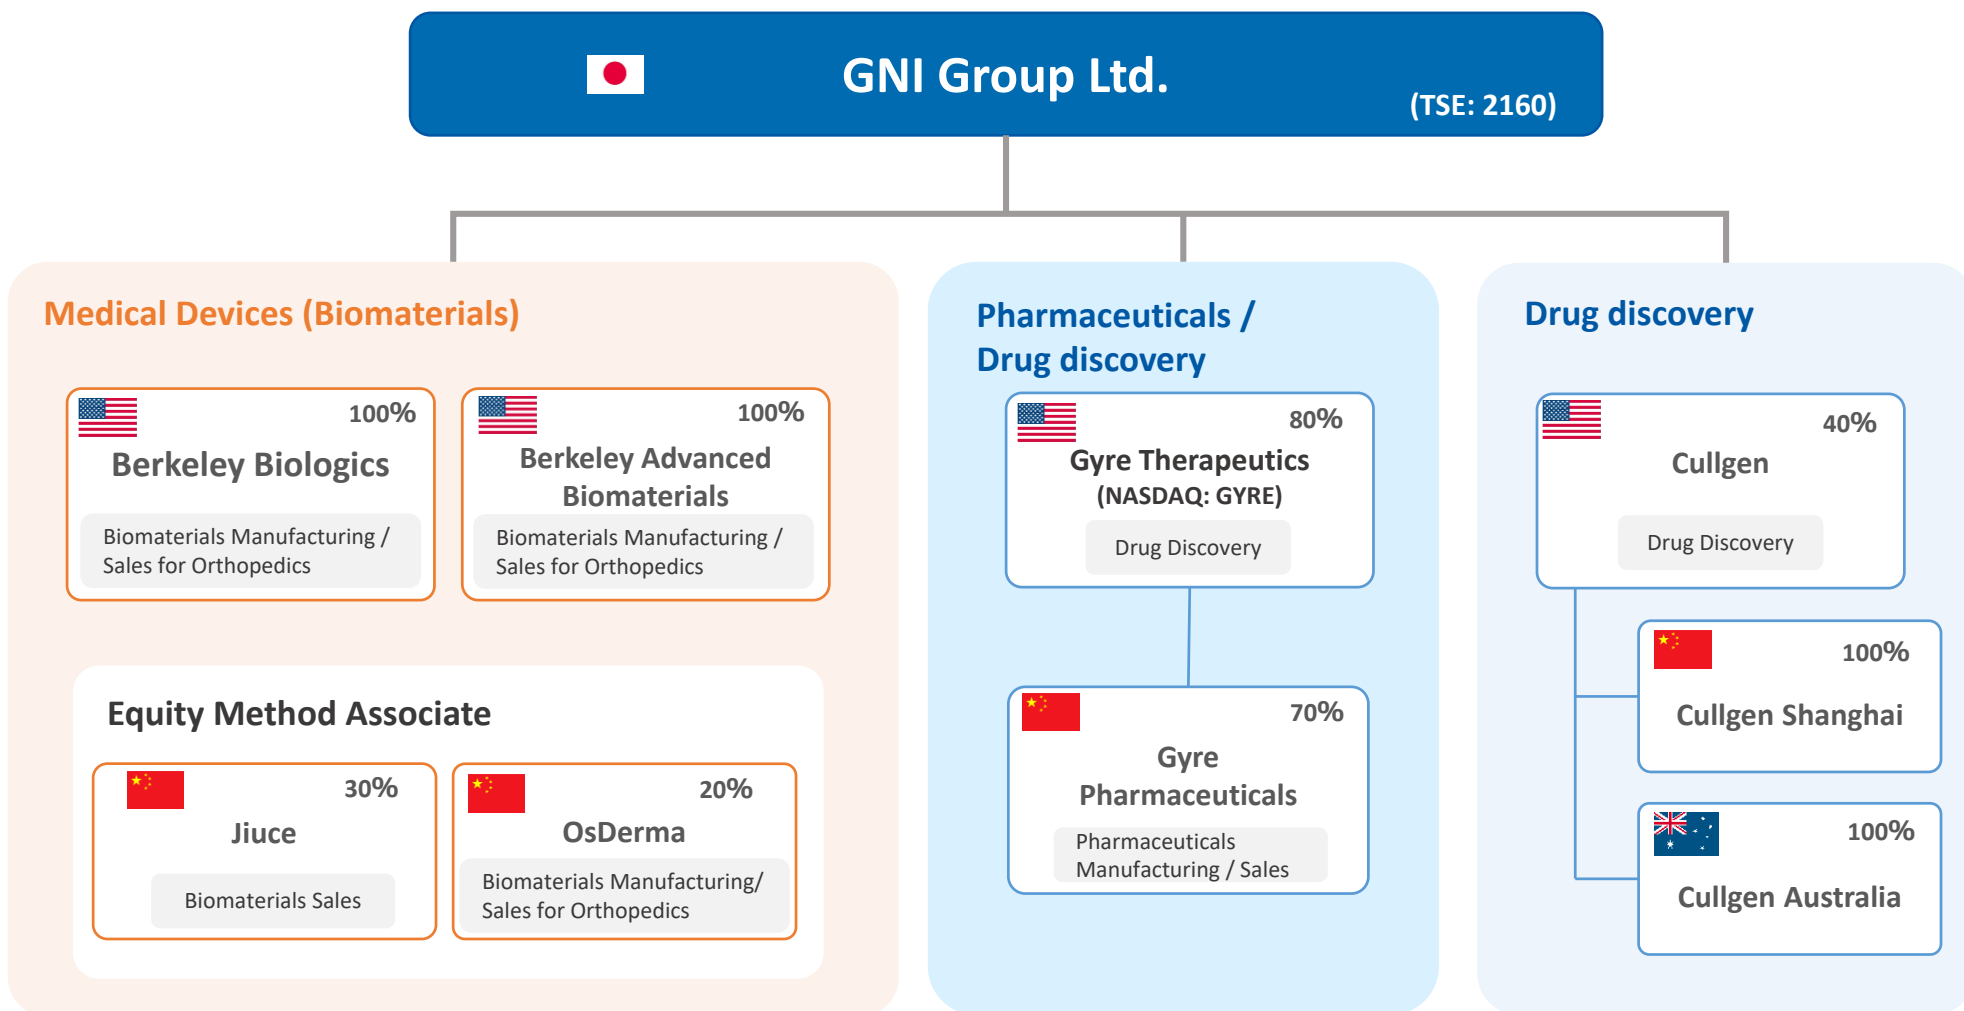 GNI Group Ltd.
(TSE: 2160)
Medical Devices (Biomaterials)
100%
Berkeley Biologics
Biomaterials Manufacturing /
Sales for Orthopedics
100%
Berkeley Advanced
Biomaterials
Biomaterials Manufacturing /
Sales for Orthopedics
Equity Method Associate
30%
Jiuce
Biomaterials Sales
20%
OsDerma
Biomaterials Manufacturing/
Sales for Orthopedics
Pharmaceuticals /
Drug discovery
80%
Gyre Therapeutics
(NASDAQ: GYRE)
Drug Discovery
70%
Gyre
Pharmaceuticals
Pharmaceuticals
Manufacturing / Sales
Drug discovery
40%
Cullgen
Drug Discovery
100%
Cullgen Shanghai
100%
Cullgen Australia